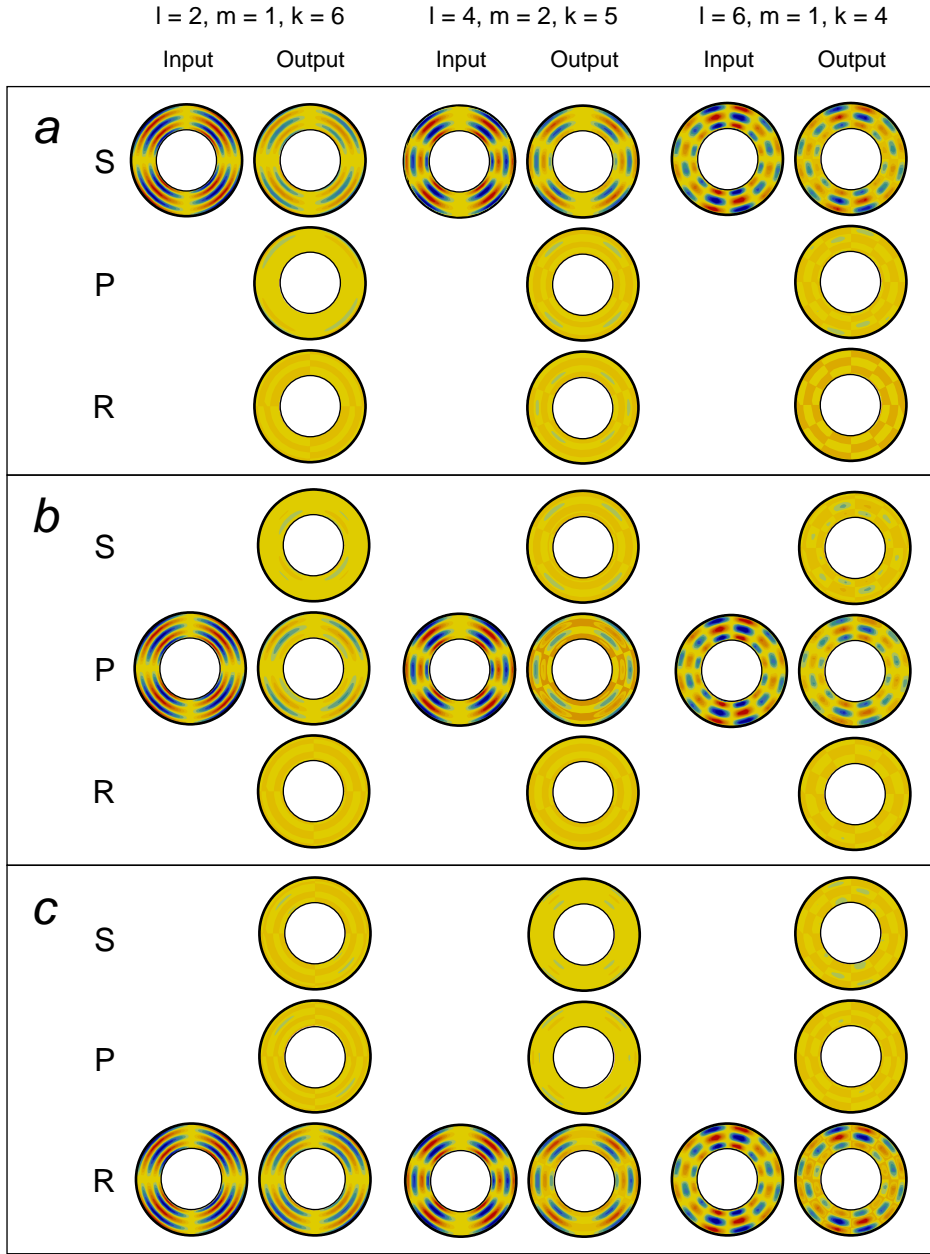 l = 2, m = 1, k = 6 l = 4, m = 2, k = 5 l = 6, m = 1, k = 4
Input Output Input Output Input Output
a
S
P
R
b
S
P
R
c
S
P
R